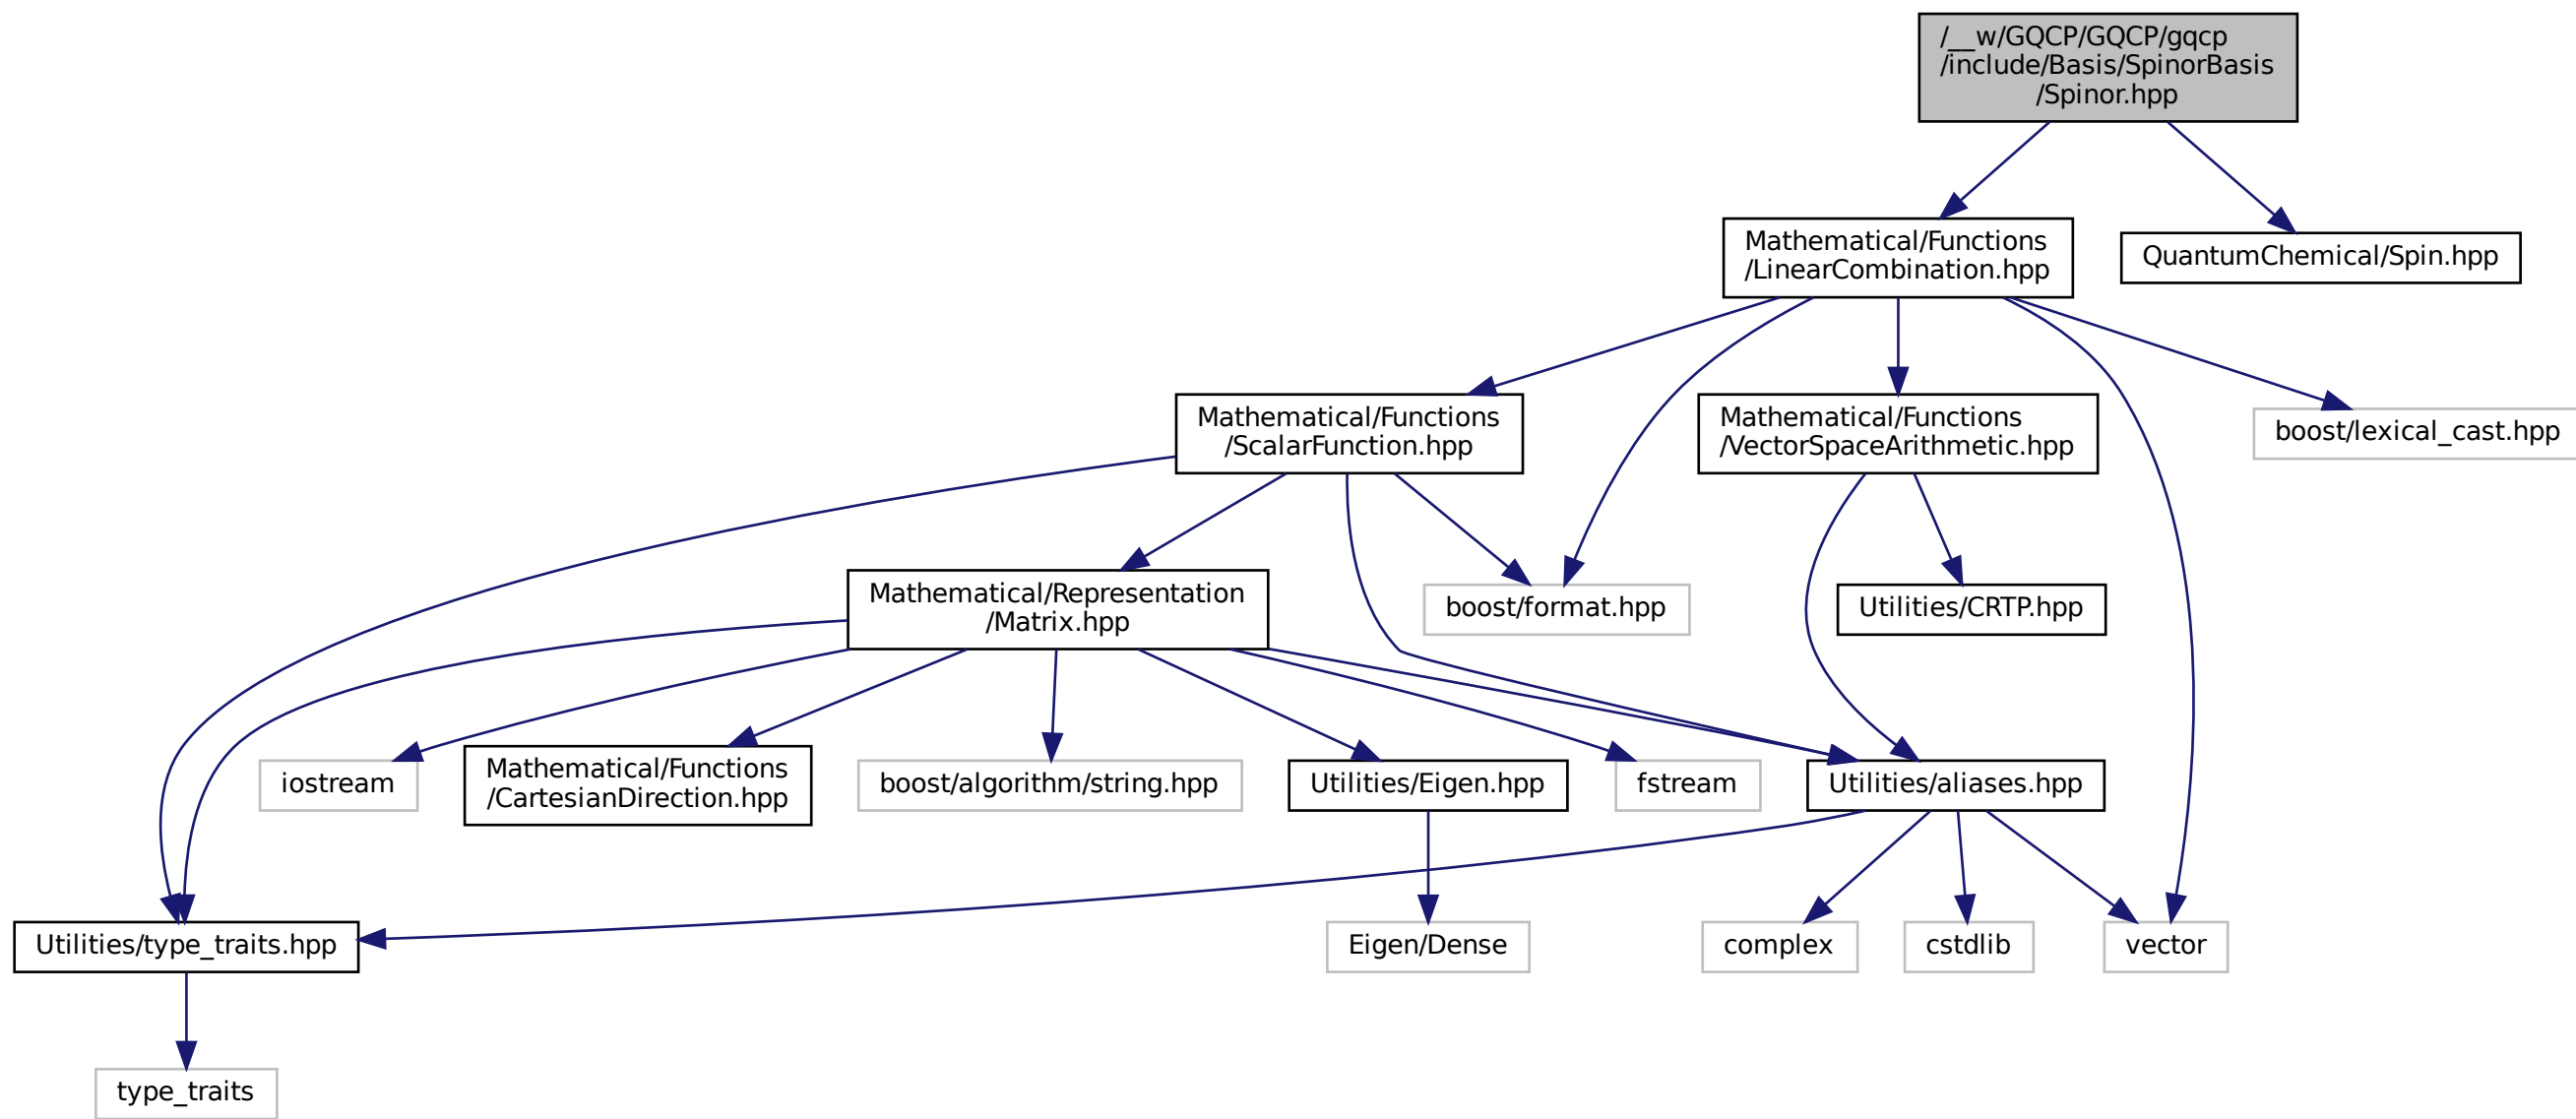 /__w/GQCP/GQCP/gqcp
/include/Basis/SpinorBasis
/Spinor.hpp
Mathematical/Functions
/LinearCombination.hpp
QuantumChemical/Spin.hpp
Mathematical/Functions
/ScalarFunction.hpp
Mathematical/Functions
/VectorSpaceArithmetic.hpp
boost/lexical_cast.hpp
Mathematical/Representation
/Matrix.hpp
boost/format.hpp
Utilities/CRTP.hpp
iostream
Mathematical/Functions
/CartesianDirection.hpp
boost/algorithm/string.hpp
Utilities/Eigen.hpp
fstream
Utilities/aliases.hpp
Utilities/type_traits.hpp
Eigen/Dense
complex
cstdlib
vector
type_traits